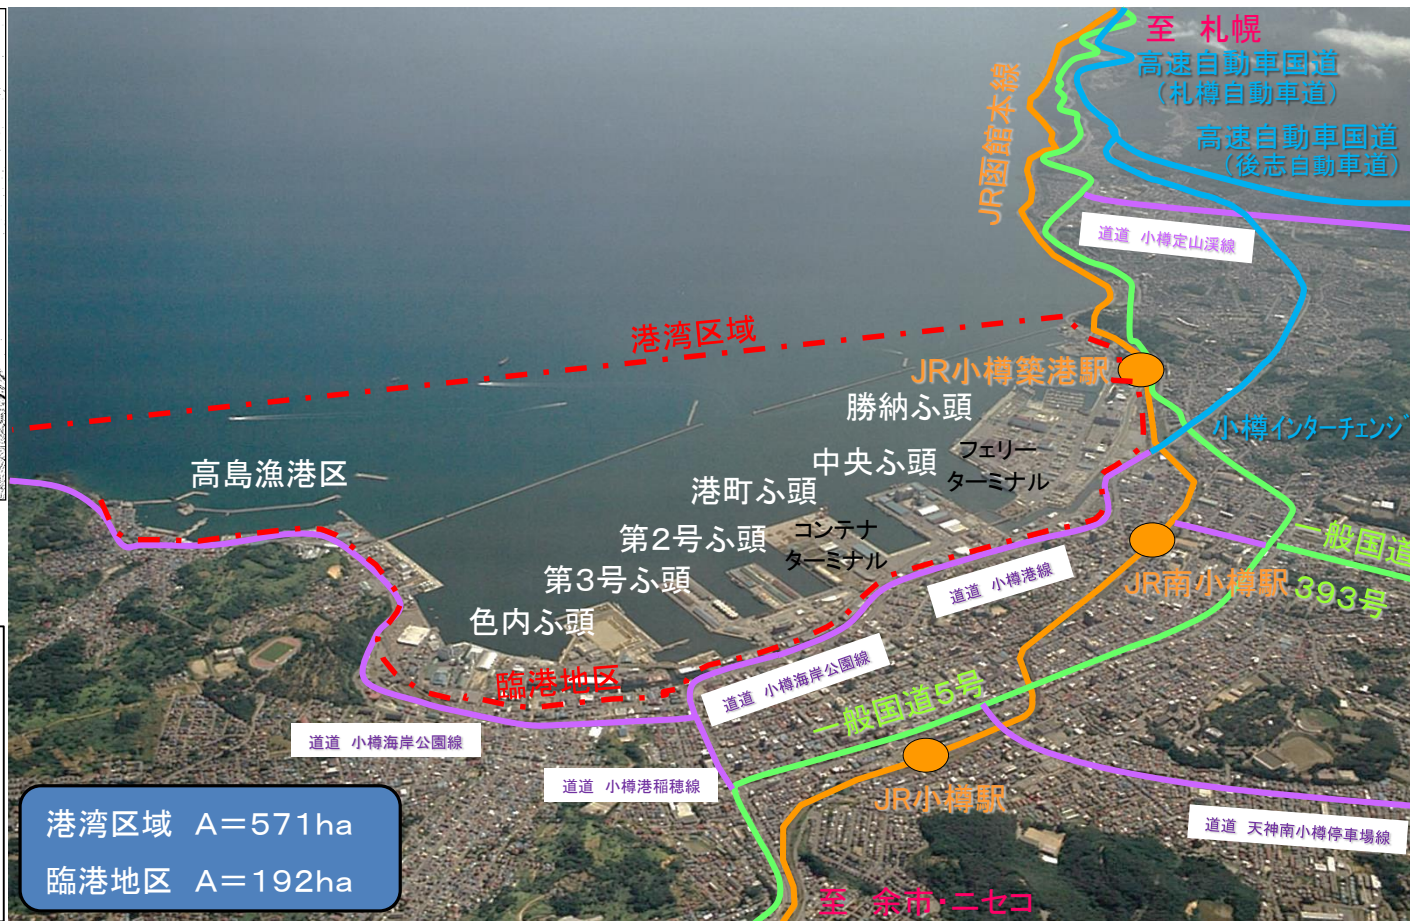 至 札幌
高速自動車国道
(札樽自動車道)
高速自動車国道
(後志自動車道)
JR函館本線
道道 小樽定山渓線
港湾区域
JR小樽築港駅
勝納ふ頭
小樽インターチェンジ
中央ふ頭
フェリー
ターミナル
高島漁港区
港町ふ頭
コンテナ
ターミナル
第2号ふ頭
第3号ふ頭
色内ふ頭
一般国道
393号
JR南小樽駅
道道 小樽港線
道道 小樽海岸公園線
臨港地区
一般国道5号
道道 小樽海岸公園線
道道 小樽港稲穂線
JR小樽駅
道道 天神南小樽停車場線
港湾区域 A=571ha
臨港地区 A=192ha
至 余市・ニセコ